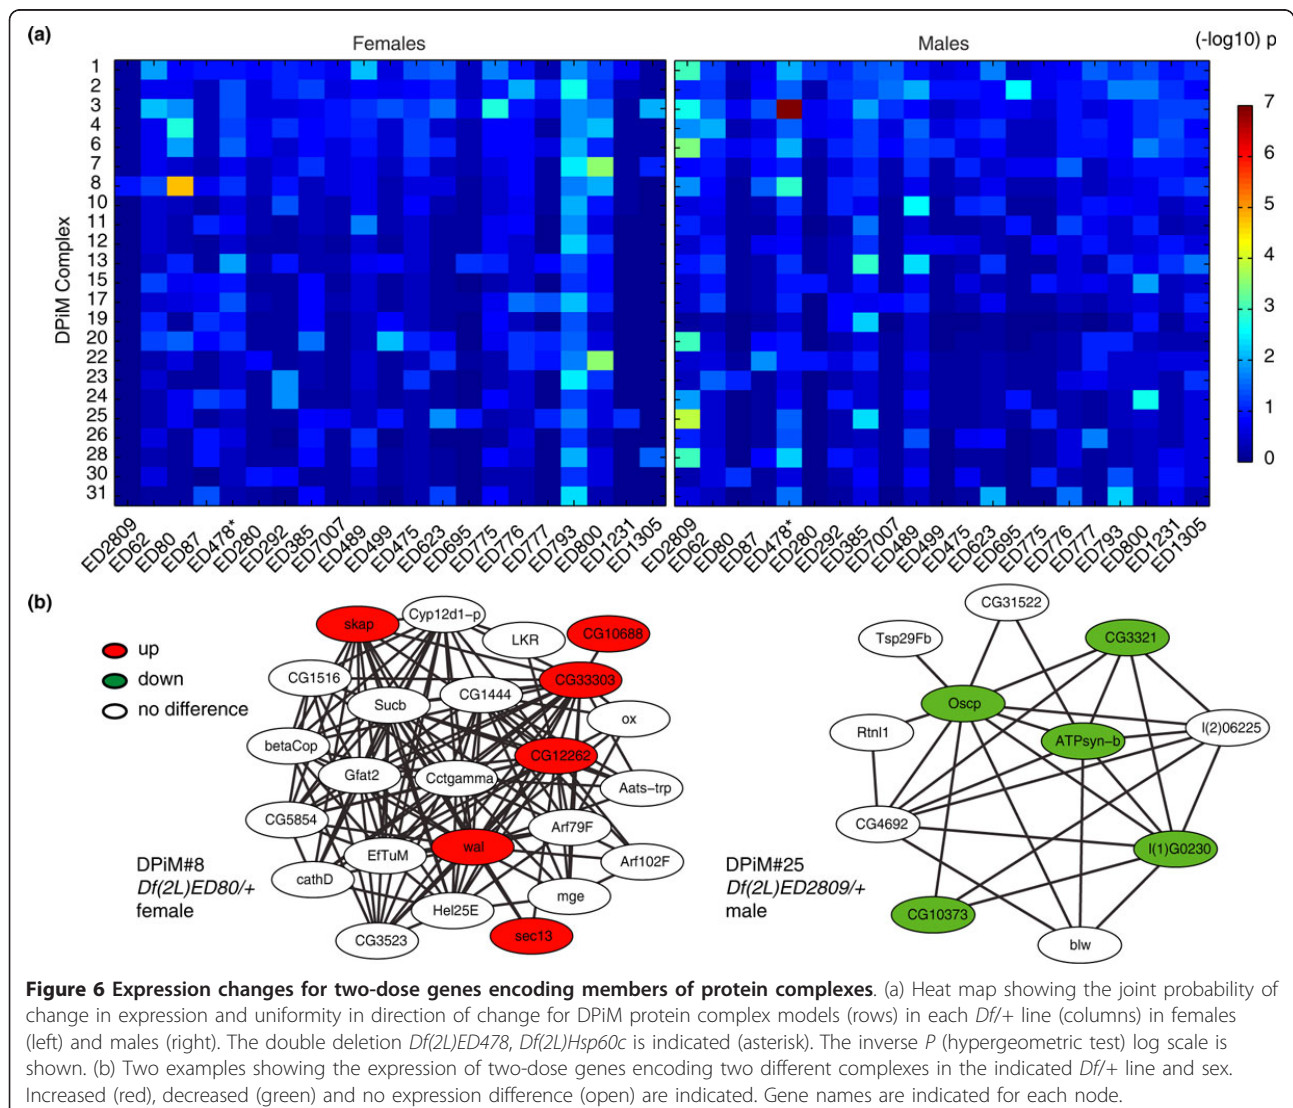 (a)
Females
Males
(-log10) p
DPiM Complex
1
2
3
4
6
7
8
10
11
12
13
15
17
19
20
22
23
24
25
26
28
30
31
7
6
5
4
3
2
1
0
ED2809
ED62
ED80
ED87
ED478*
ED280
ED292
ED385
ED7007
ED489
ED499
ED475
ED623
ED695
ED775
ED776
ED777
ED793
ED800
ED1231
ED1305
ED2809
ED62
ED80
ED87
ED478*
ED280
ED292
ED385
ED7007
ED489
ED499
ED475
ED623
ED695
ED775
ED776
ED777
ED793
ED800
ED1231
ED1305
(b)
up
down
no difference
skap
Cyp12d1-p
LKR
CG10688
CG1516
Sucb
CG1444
CG33303
ox
betaCop
Gfat2
Cctgamma
CG12262
Aats-trp
CG5854
EfTuM
wal
Arf79F
Arf102F
cathD
Hel25E
mge
CG3523
sec13
DPiM#8
Df(2L)ED80/+
female
CG31522
Tsp29Fb
CG3321
Oscp
Rtnl1
ATPsyn-b
l(2)06225
CG4692
l(1)G0230
CG10373
blw
DPiM#25
Df(2L)ED2809/+
male
Figure 6 Expression changes for two-dose genes encoding members of protein complexes. (a) Heat map showing the joint probability of
change in expression and uniformity in direction of change for DPiM protein complex models (rows) in each Df/+ line (columns) in females
(left) and males (right). The double deletion Df(2L)ED478, Df(2L)Hsp60c is indicated (asterisk). The inverse P (hypergeometric test) log scale is
shown. (b) Two examples showing the expression of two-dose genes encoding two different complexes in the indicated Df/+ line and sex.
Increased (red), decreased (green) and no expression difference (open) are indicated. Gene names are indicated for each node.